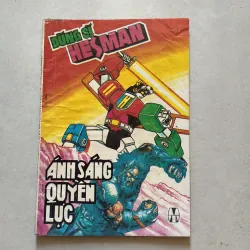 DŨNG SĨ
HESMAN
ÁNH SÁNG
QUYỀN
LỰC